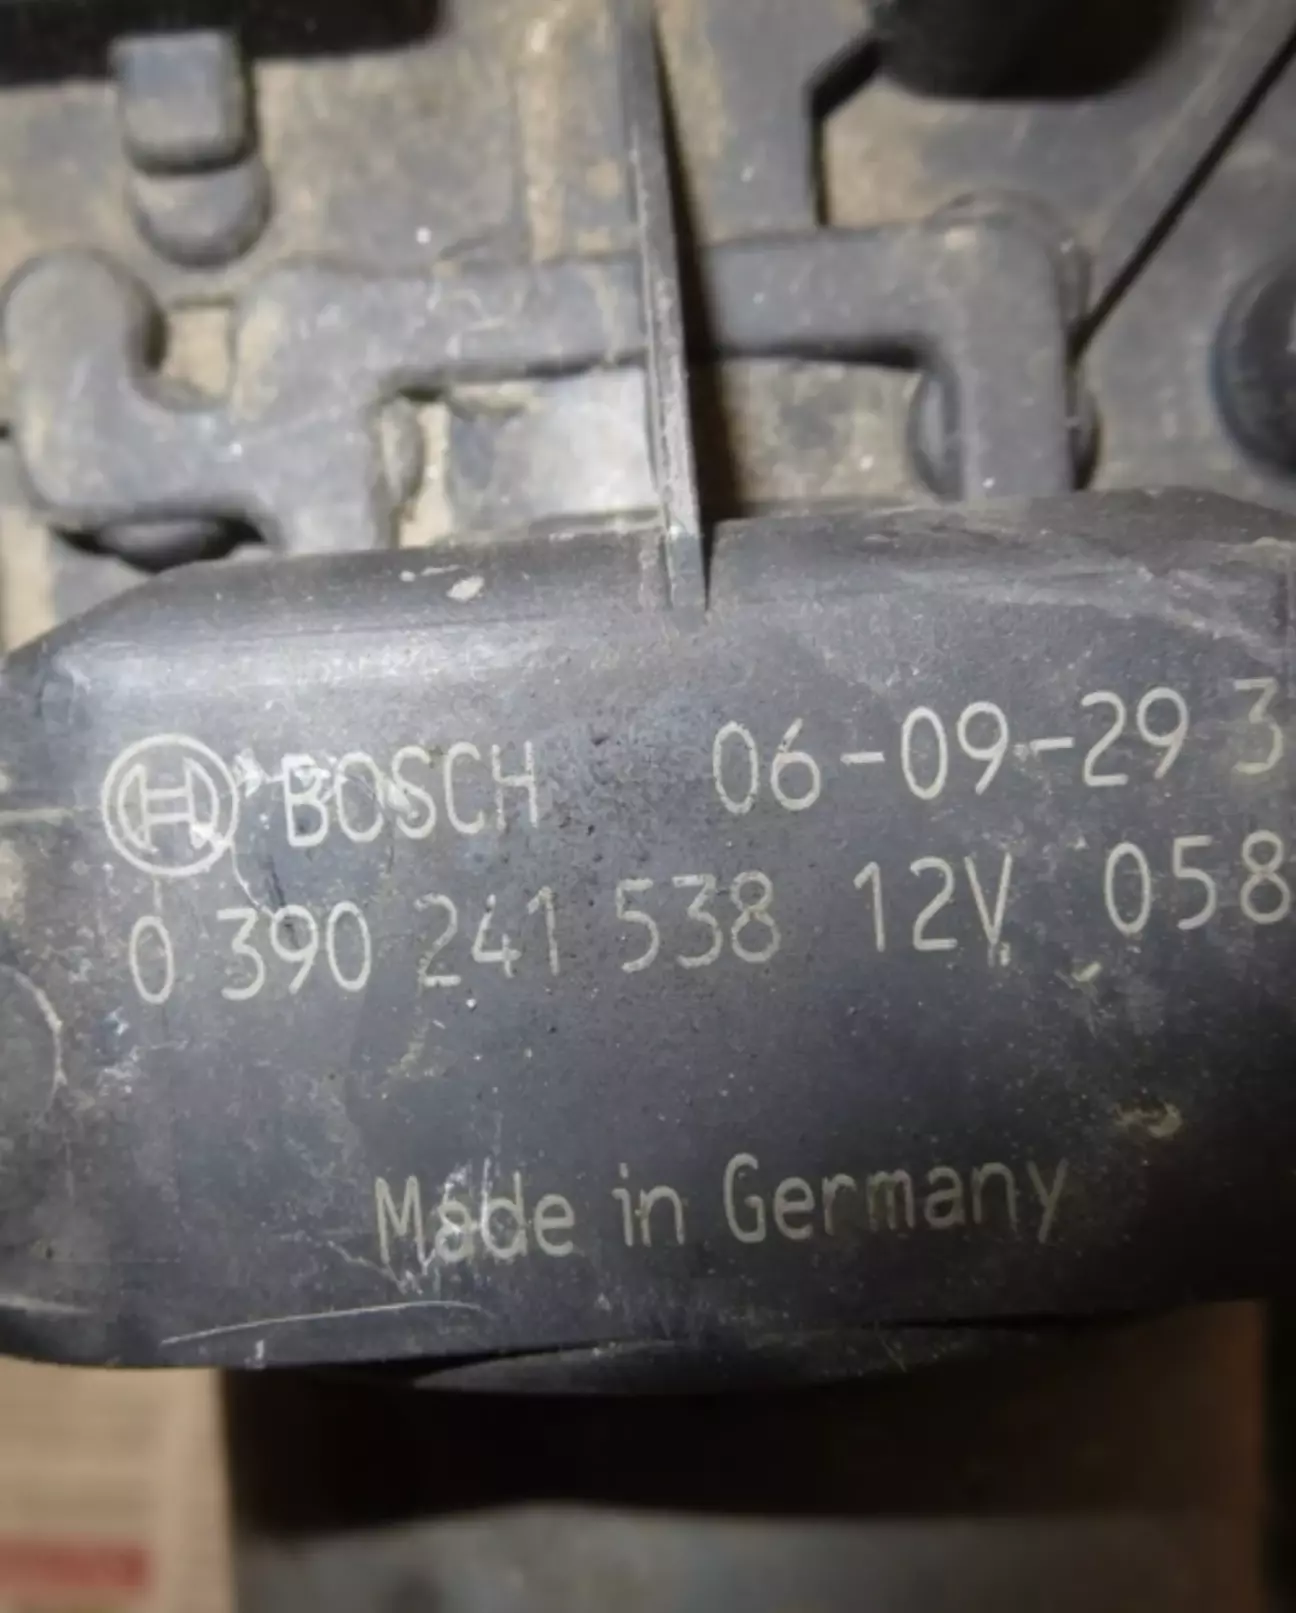 BOSCH 06-09-29 3
0 390 241 538 12V 058
Made in Germany